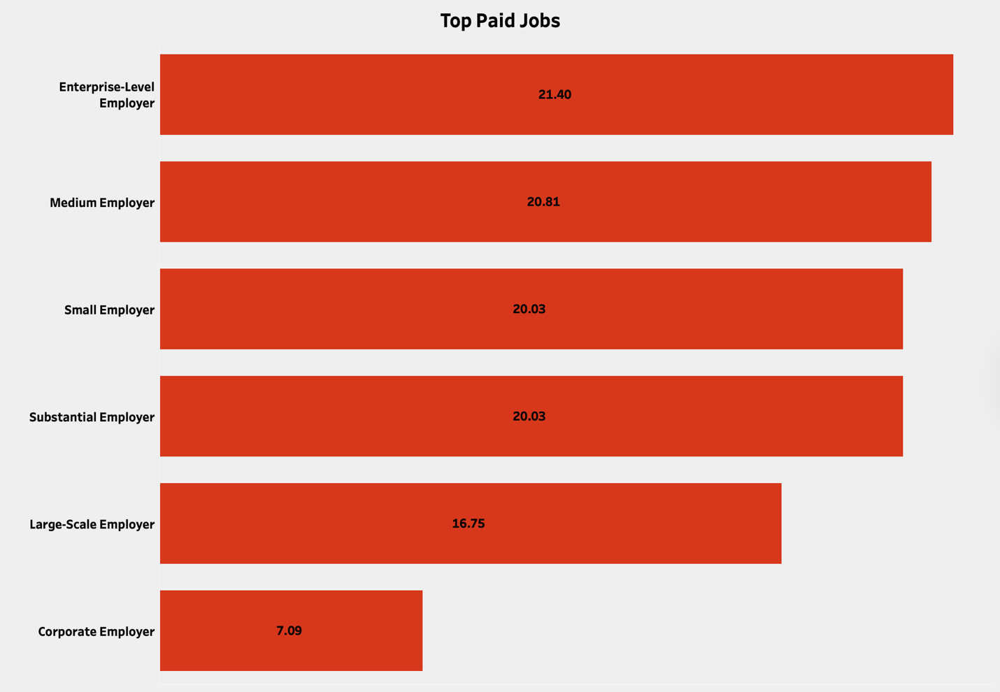 Top Paid Jobs
Enterprise-Level
Employer
21.40
Medium Employer
20.81
Small Employer
20.03
Substantial Employer
20.03
Large-Scale Employer
16.75
Corporate Employer
7.09